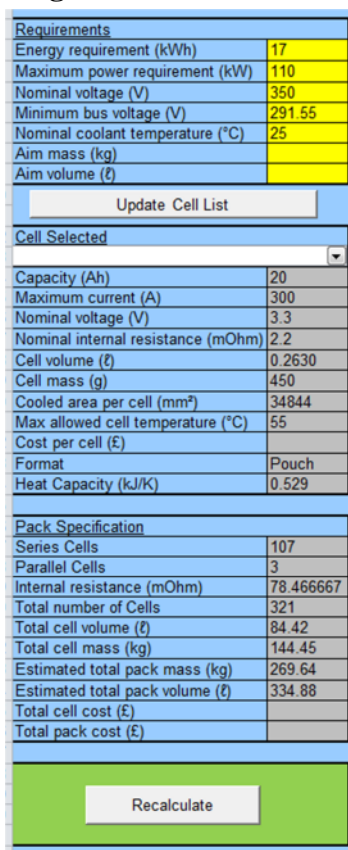 Requirements
Energy requirement (kWh) 17
Maximum power requirement (kW) 110
Nominal voltage (V) 350
Minimum bus voltage (V) 291.55
Nominal coolant temperature (°C) 25
Aim mass (kg)
Aim volume (ℓ)
Update Cell List
Cell Selected
Capacity (Ah) 20
Maximum current (A) 300
Nominal voltage (V) 3.3
Nominal internal resistance (mOhm) 2.2
Cell volume (ℓ) 0.2630
Cell mass (g) 450
Cooled area per cell (mm²) 34844
Max allowed cell temperature (°C) 55
Cost per cell (£)
Format Pouch
Heat Capacity (kJ/K) 0.529
Pack Specification
Series Cells 107
Parallel Cells 3
Internal resistance (mOhm) 78.466667
Total number of Cells 321
Total cell volume (ℓ) 84.42
Total cell mass (kg) 144.45
Estimated total pack mass (kg) 269.64
Estimated total pack volume (ℓ) 334.88
Total cell cost (£)
Total pack cost (£)
Recalculate